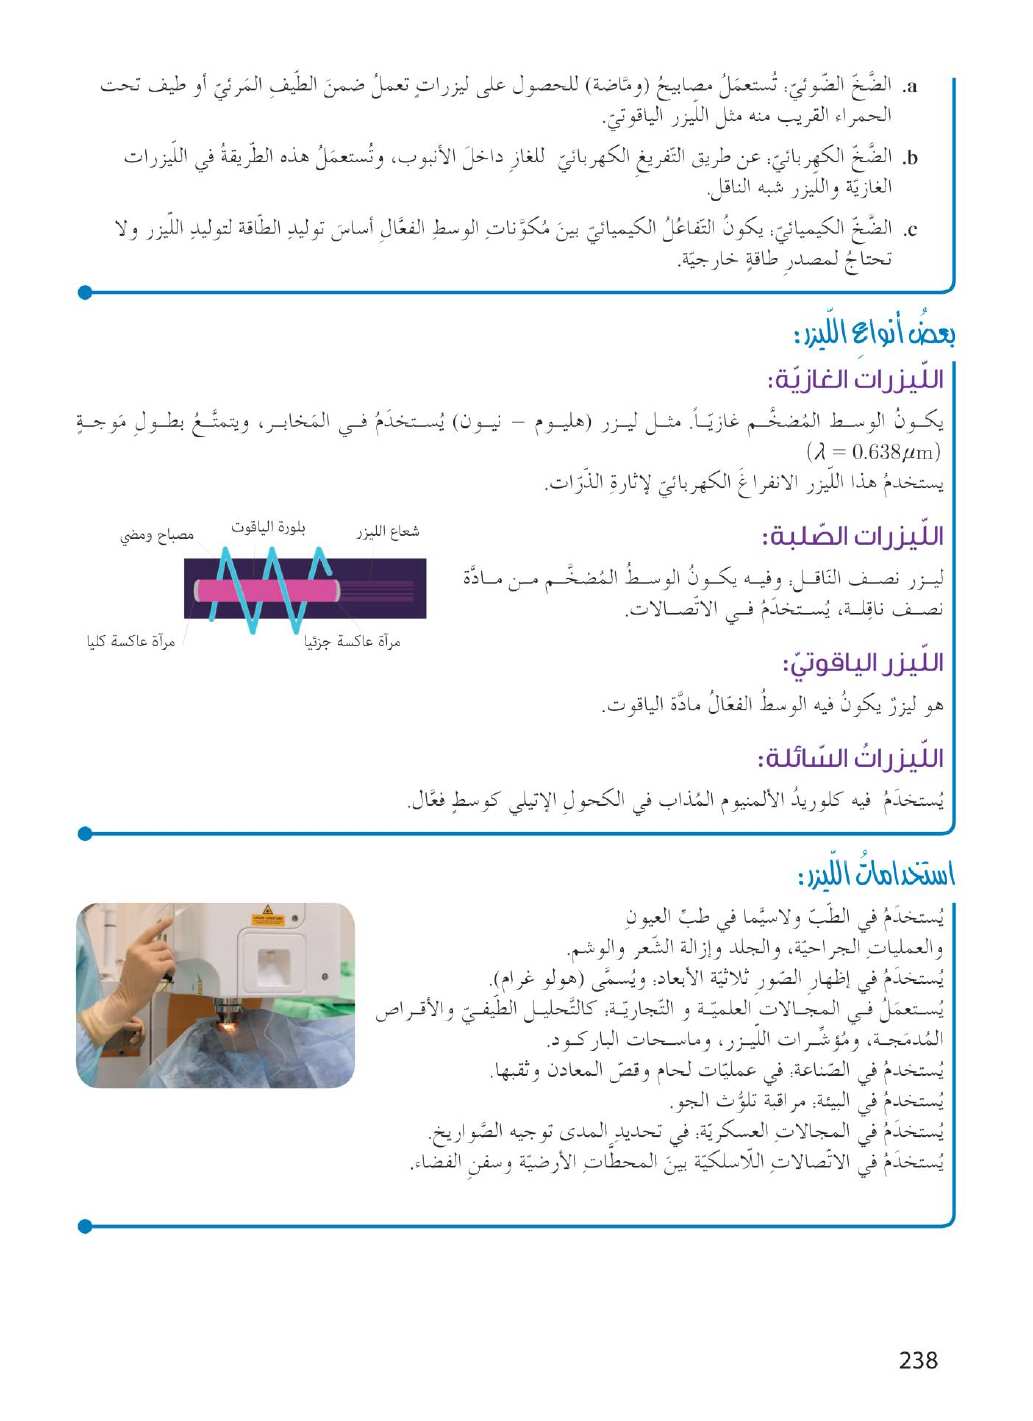 a. الضَّخّ الضّوئيّ: تُستعمَلُ مصابيحُ (ومَّاضة) للحصول على ليزراتٍ تعملُ ضمنَ الطَّيفِ المَرئيّ أو طيف تحت
الحمراء القريب منه مثل اللّيزر الياقوتيّ.
b. الضَّخّ الكهربائيّ: عن طريق التّفريغِ الكهربائيّ للغازِ داخلَ الأنبوب، وتُستعمَلُ هذه الطّريقةُ في اللّيزرات
الغازيّة واللّيزر شبه الناقل.
c. الضَّخّ الكيميائيّ: يكونُ التّفاعُلُ الكيميائيّ بينَ مُكوَّناتِ الوسطِ الفعَّالِ أساسَ توليدِ الطَّاقة لتوليدِ اللّيزر ولا
تحتاجُ لمصدرِ طاقةٍ خارجيّة.
بعضُ أنواعِ اللّيزر:
اللّيزرات الغازيّة:
يكونُ الوسط المُضخَّم غازيّاً. مثل ليزر (هليوم – نيون) يُستخدَمُ في المَخابر، ويتمتَّعُ بطولِ مَوجةٍ
(λ = 0.638μm)
يستخدمُ هذا اللّيزر الانفراغَ الكهربائيّ لإثارةِ الذّرّات.
اللّيزرات الصّلبة:
ليزر نصف النّاقل: وفيه يكونُ الوسطُ المُضخَّم من مادَّة
نصف ناقِلة، يُستخدَمُ في الاتّصالات.
شعاع الليزر
بلورة الياقوت
مصباح ومضي
مرآة عاكسة جزئيا
مرآة عاكسة كليا
اللّيزر الياقوتيّ:
هو ليزرٌ يكونُ فيه الوسطُ الفعّالُ مادَّة الياقوت.
اللّيزراتُ السّائلة:
يُستخدَمُ فيه كلوريدُ الألمنيوم المُذاب في الكحولِ الإتيلي كوسطٍ فعَّال.
استخداماتُ اللّيزر:
يُستخدَمُ في الطّبّ ولاسيَّما في طبِّ العيونِ
والعمليات الجراحيّة، والجلد وإزالة الشَّعر والوشم.
يُستخدَمُ في إظهارِ الصّورِ ثلاثيّة الأبعاد: ويُسمَّى (هولو غرام).
يُستعمَلُ في المجالات العلميّة و التّجاريّة: كالتَّحليل الطّيفيّ والأقراص
المُدمَجة، ومُؤشِّرات اللّيزر، وماسحات الباركود.
يُستخدمُ في الصّناعة: في عمليّات لحام وقصّ المعادن وثقبها.
يُستخدمُ في البيئة: مراقبة تلوُّث الجو.
يُستخدَمُ في المجالاتِ العسكريّة: في تحديدِ المدى توجيه الصَّواريخ.
يُستخدَمُ في الاتّصالاتِ اللّاسلكيّة بينَ المحطَّاتِ الأرضيّة وسفنِ الفضاء.
238